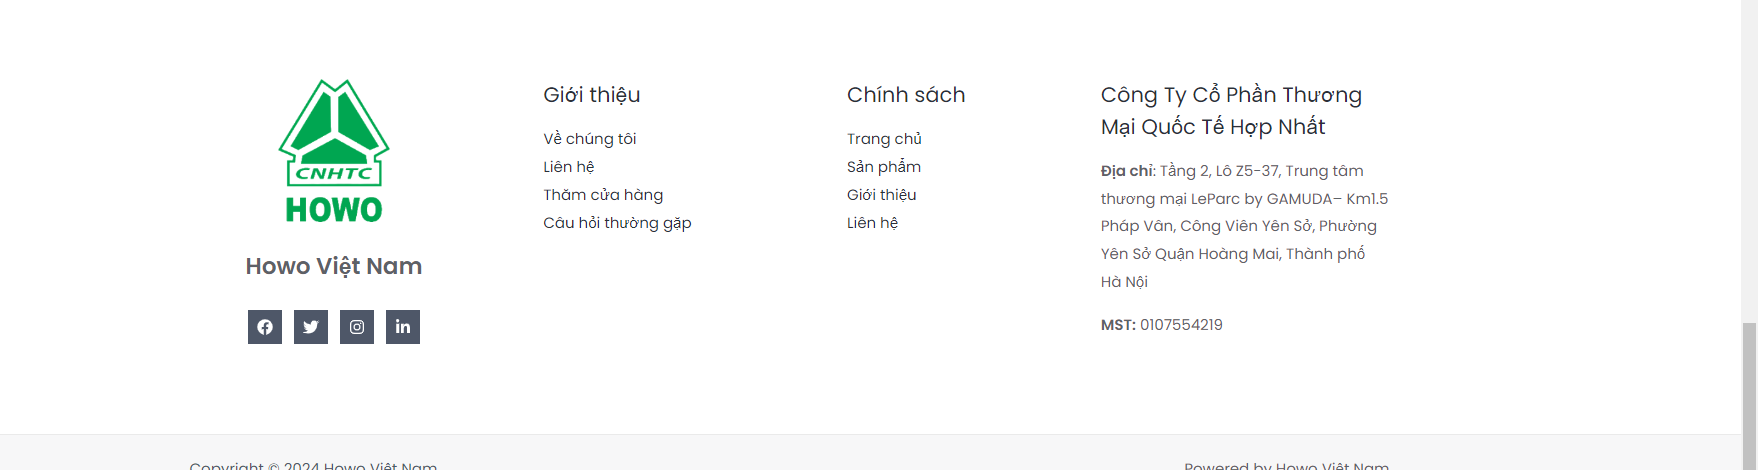 CNHTC
HOWO
Howo Việt Nam
Giới thiệu
Về chúng tôi
Liên hệ
Thăm cửa hàng
Câu hỏi thường gặp
Chính sách
Trang chủ
Sản phẩm
Giới thiệu
Liên hệ
Công Ty Cổ Phần Thương
Mại Quốc Tế Hợp Nhất
Địa chỉ: Tầng 2, Lô Z5-37, Trung tâm
thương mại LeParc by GAMUDA– Km1.5
Pháp Vân, Công Viên Yên Sở, Phường
Yên Sở Quận Hoàng Mai, Thành phố
Hà Nội
MST: 0107554219
Copyright © 2024 Howo Việt Nam
Powered by Howo Việt Nam